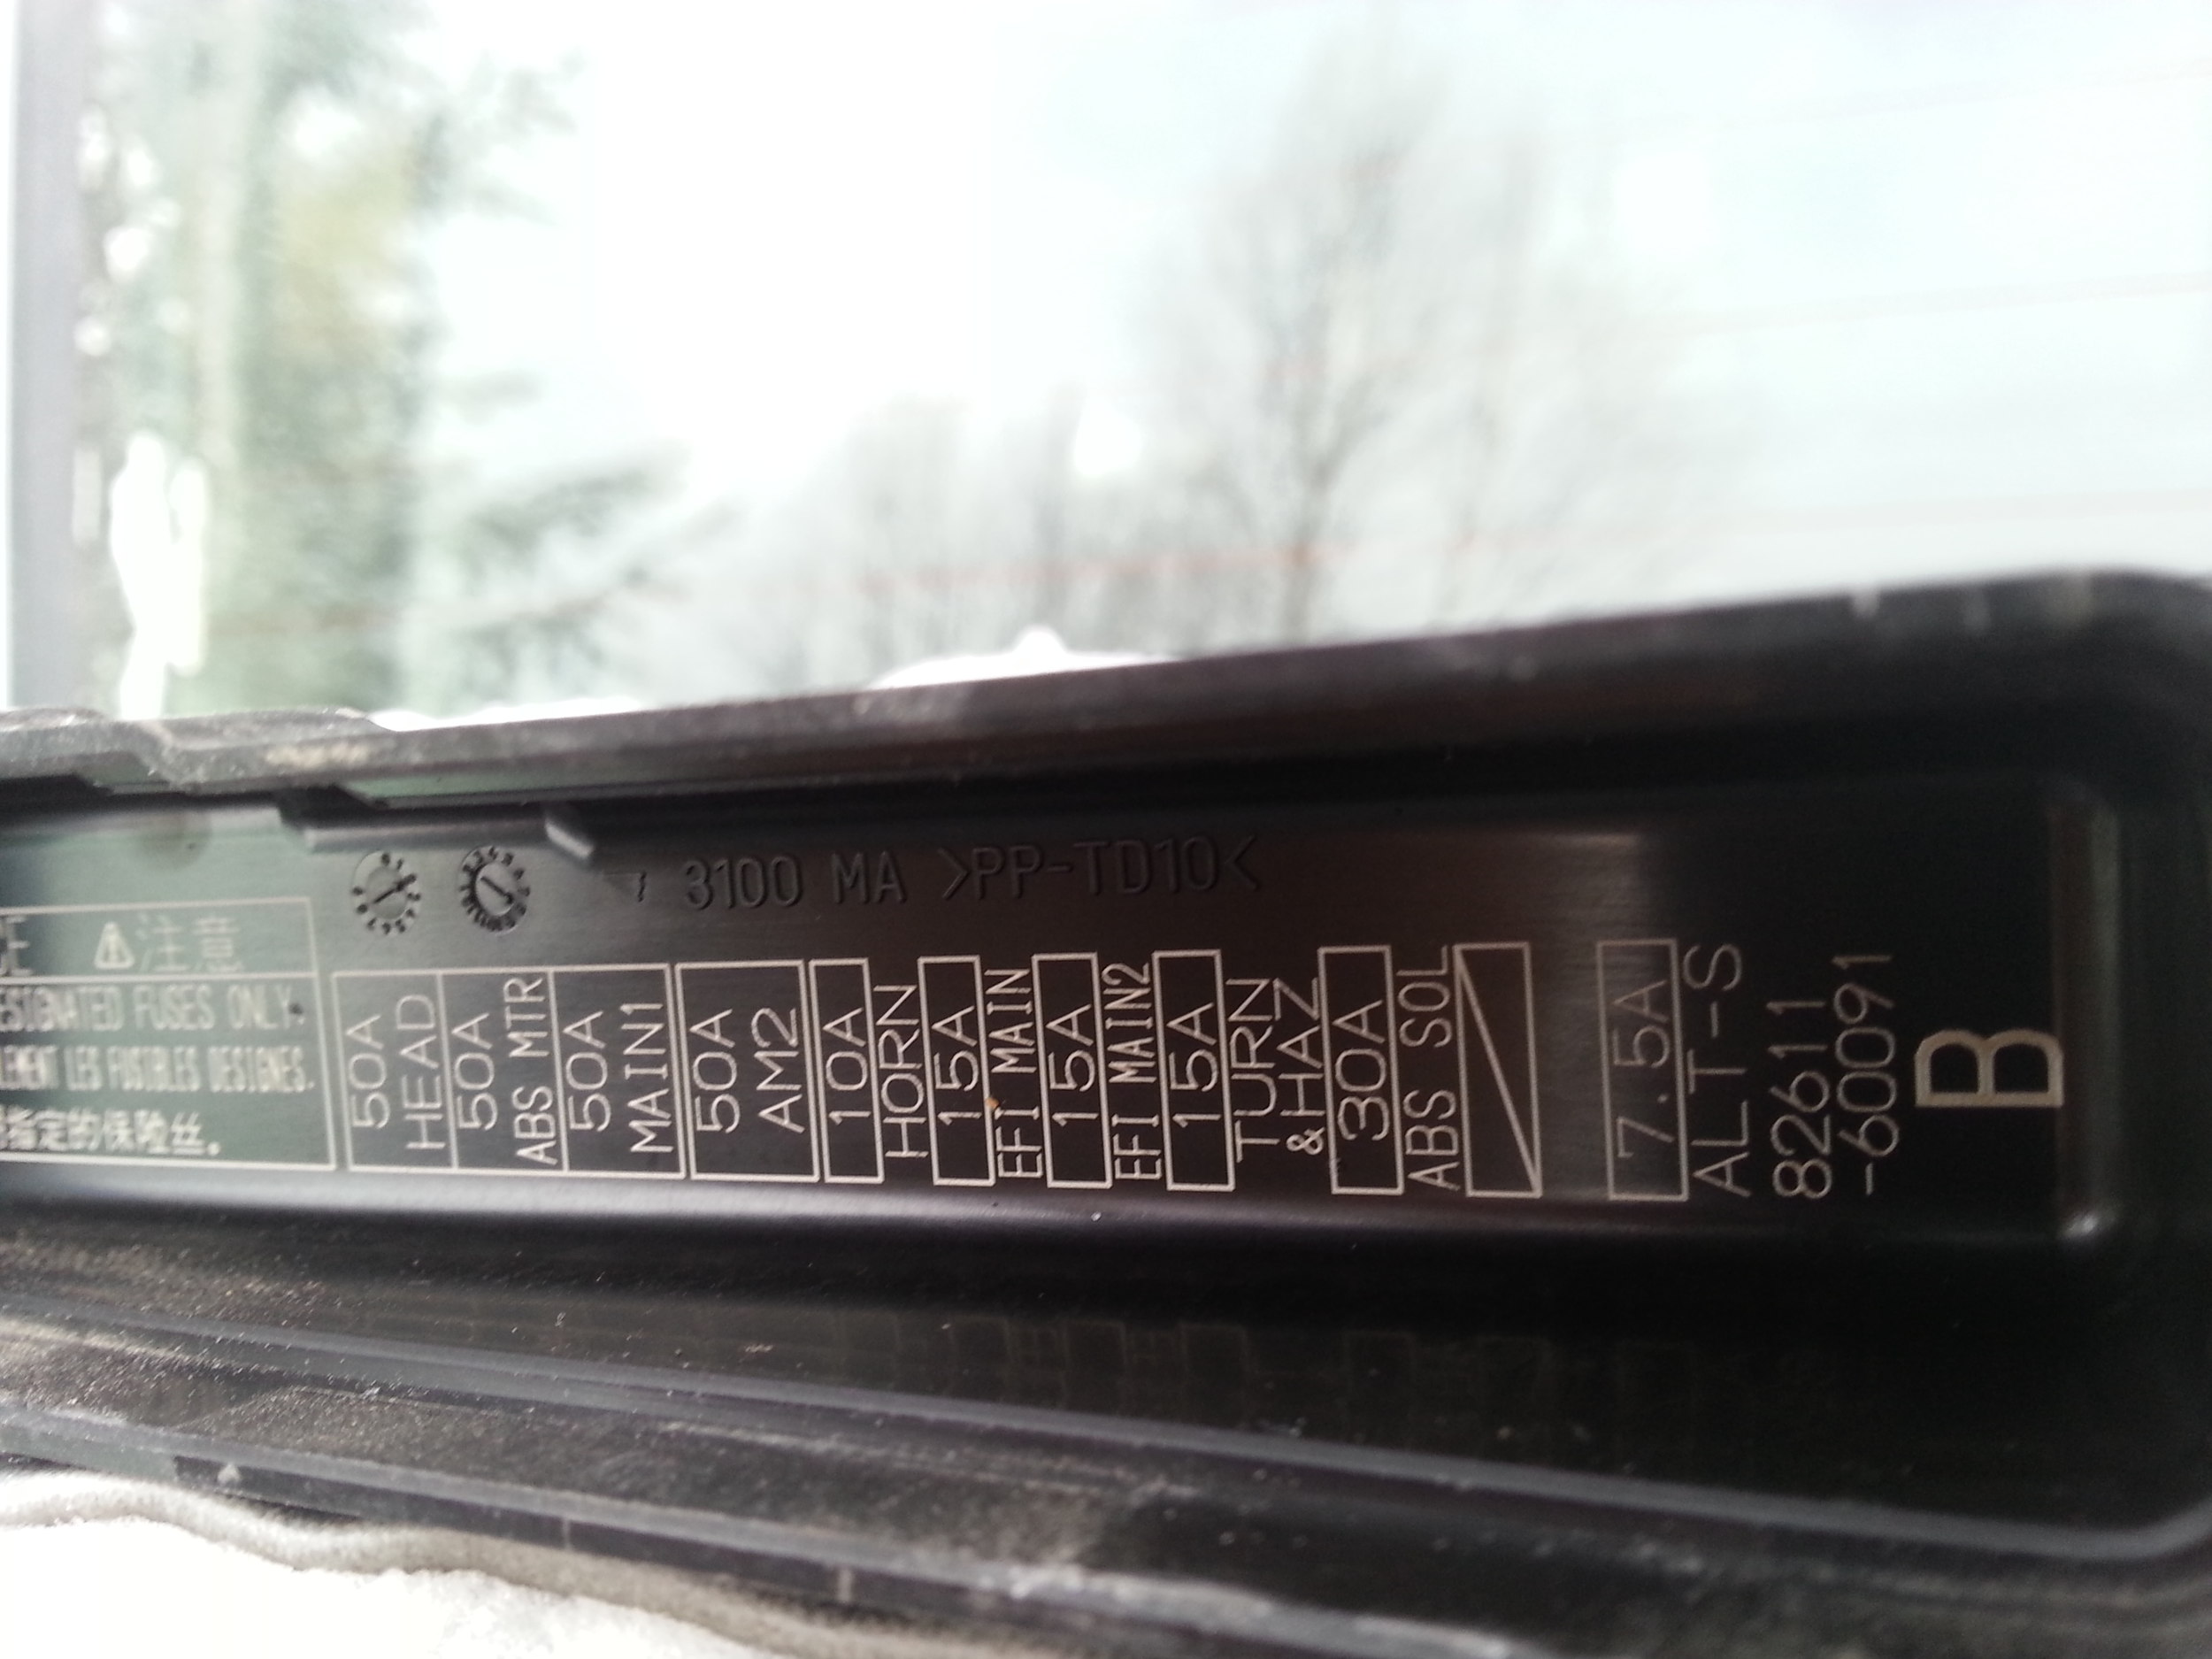 3100 MA >PP-TD10<
注意
DESIGNATED FUSES ONLY.
LES FUSIBLES DESIGNES.
指定的保险丝.
50A
HEAD
50A
ABS MTR
50A
MAIN1
50A
AM2
10A
HORN
15A
EFI MAIN
15A
EFI MAIN2
15A
TURN
&HAZ
30A
ABS SOL
7.5A
ALT-S
82611
-60091
B